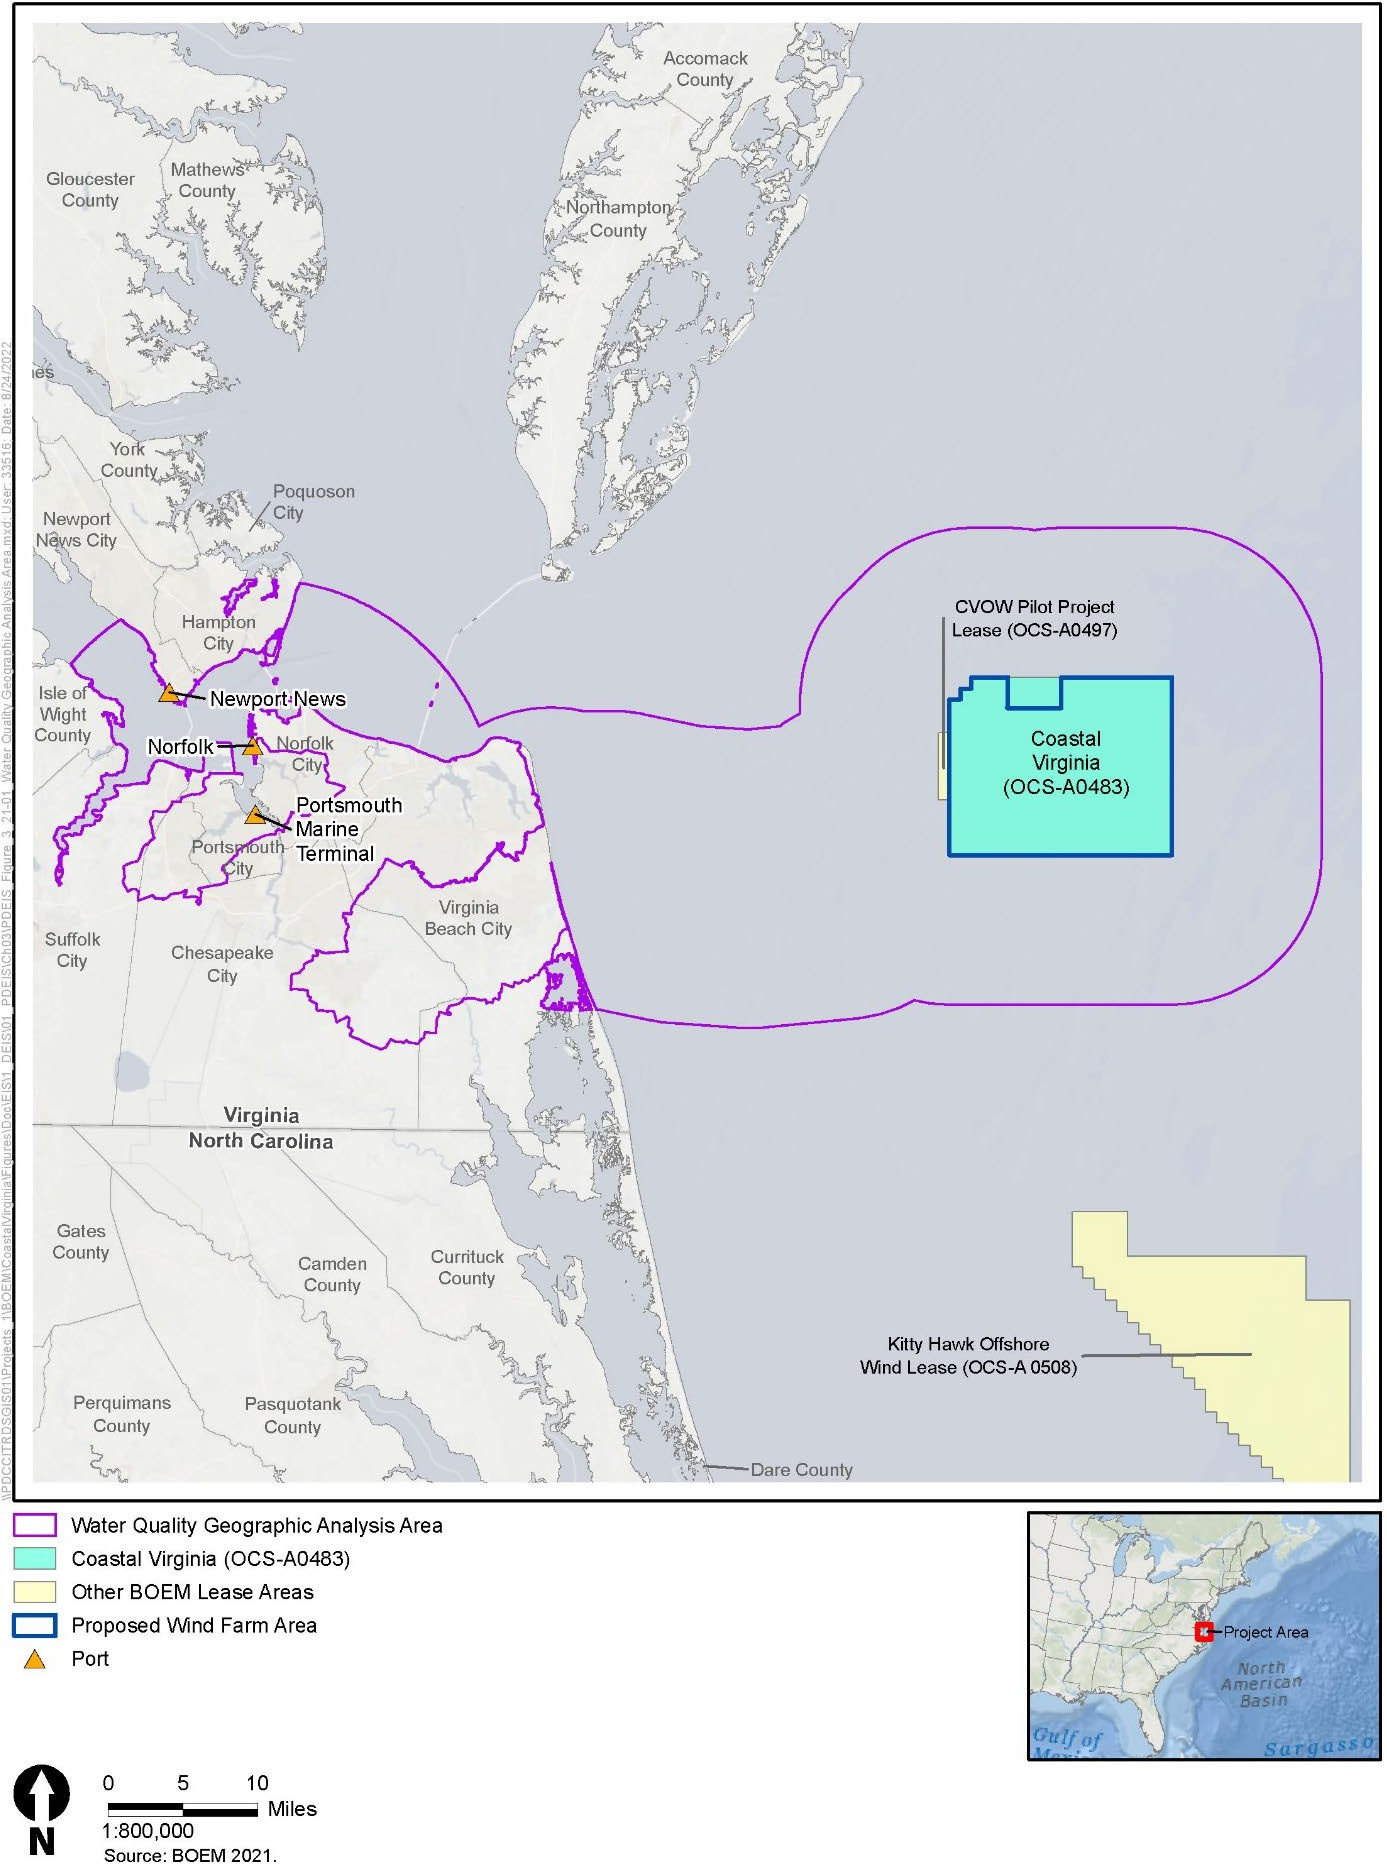 Accomack
County
Mathews
County
Gloucester
County
Northampton
County
York
County
Poquoson
City
Newport
News City
CVOW Pilot Project
Lease (OCS-A0497)
Hampton
City
Isle of
Wight
County
Newport News
Norfolk
Norfolk
City
Coastal
Virginia
(OCS-A0483)
Portsmouth
Marine
Terminal
Portsmouth
City
Virginia
Beach City
Suffolk
City
Chesapeake
City
Virginia
North Carolina
Gates
County
Camden
County
Currituck
County
Kitty Hawk Offshore
Wind Lease (OCS-A 0508)
Perquimans
County
Pasquotank
County
Dare County
Water Quality Geographic Analysis Area
Coastal Virginia (OCS-A0483)
Other BOEM Lease Areas
Proposed Wind Farm Area
Port
Project Area
North
American
Basin
Gulf of
Sargasso
N
0 5 10
Miles
1:800,000
Source: BOEM 2021.